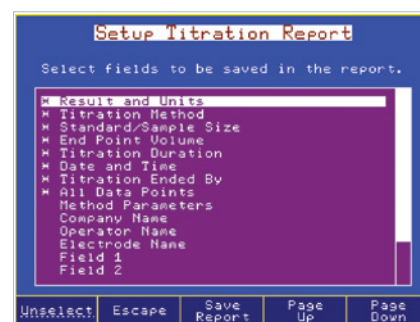 Setup Titration Report
Select fields to be saved in the report.
* Result and Units
* Titration Method
* Standard/Sample Size
* End Point Volume
* Titration Duration
* Date and Time
* Titration Ended By
* All Data Points
Method Parameters
Company Name
Operator Name
Electrode Name
Field 1
Field 2
Unselect Escape Save Report Page Up Page Down